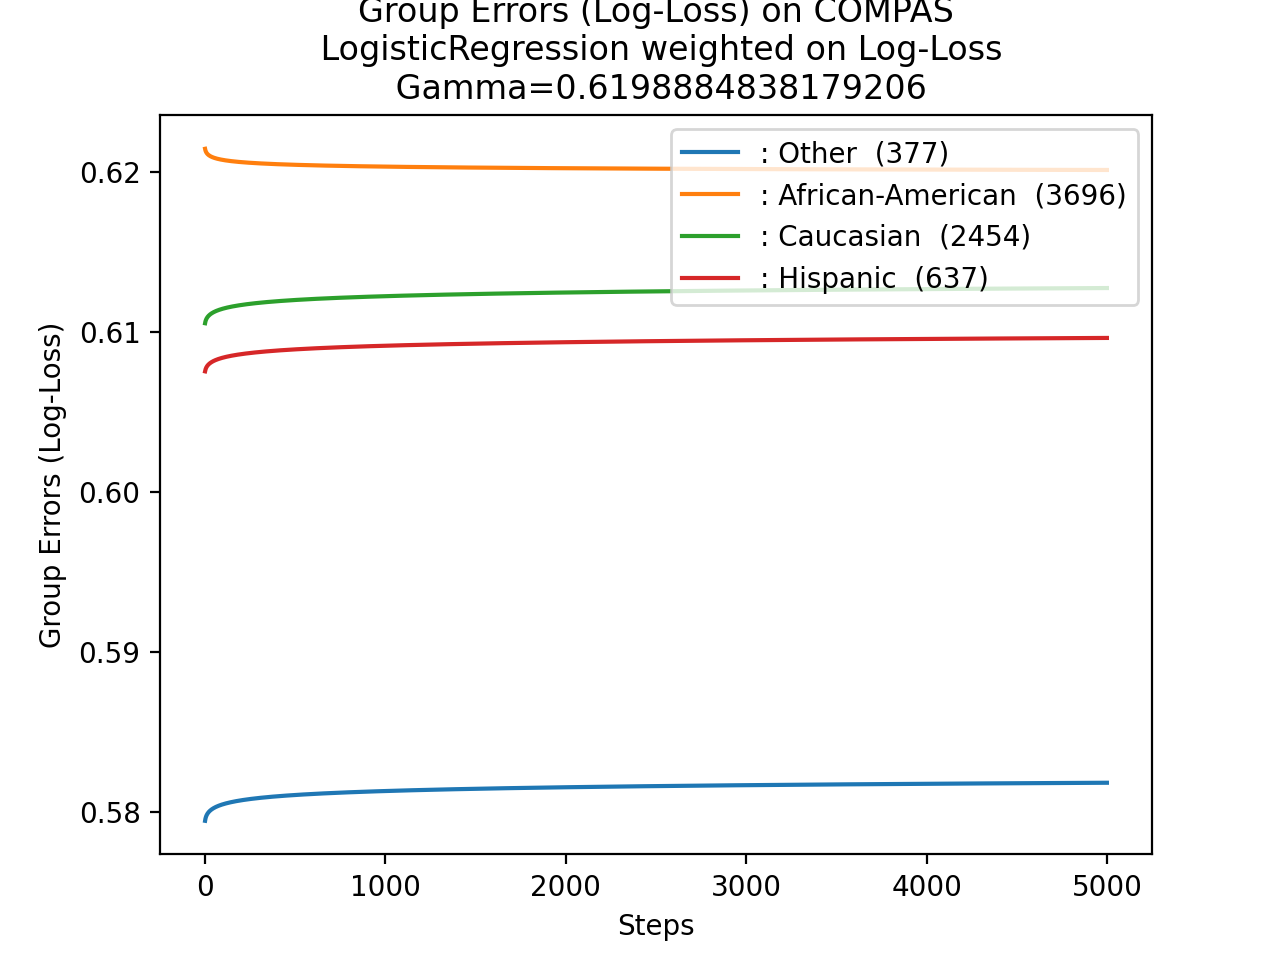 Group Errors (Log-Loss) on COMPAS
LogisticRegression weighted on Log-Loss
Gamma=0.6198884838179206
: Other (377)
: African-American (3696)
: Caucasian (2454)
: Hispanic (637)
0.62
0.61
0.60
0.59
0.58
Group Errors (Log-Loss)
0 1000 2000 3000 4000 5000
Steps